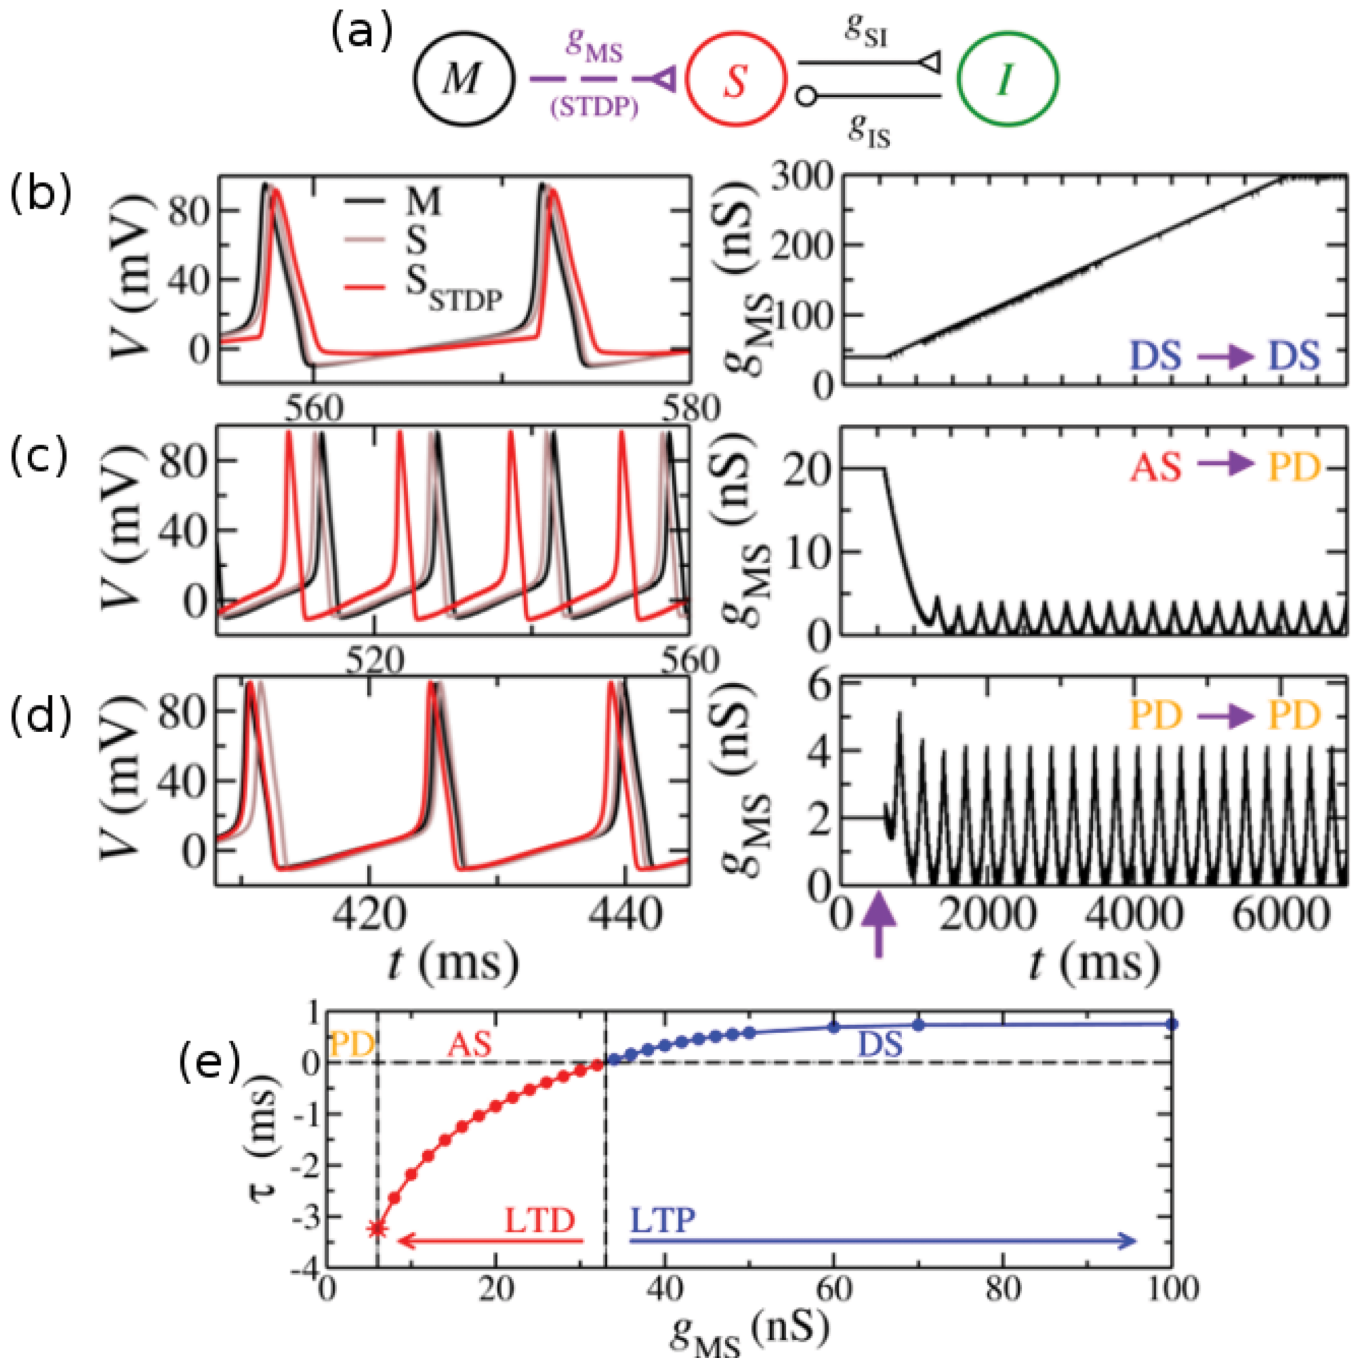 (a)
M
g_MS
(STDP)
S
g_SI
g_IS
I
(b)
V (mV)
80
40
0
M
S
S_STDP
560
580
g_MS (nS)
300
200
100
0
DS → DS
(c)
V (mV)
80
40
0
520
560
g_MS (nS)
20
10
0
AS → PD
(d)
V (mV)
80
40
0
420
440
t (ms)
g_MS (nS)
6
4
2
0
PD → PD
0
2000
4000
6000
t (ms)
(e)
τ (ms)
1
0
-1
-2
-3
-4
PD
AS
DS
LTD
LTP
0
20
40
60
80
100
g_MS (nS)